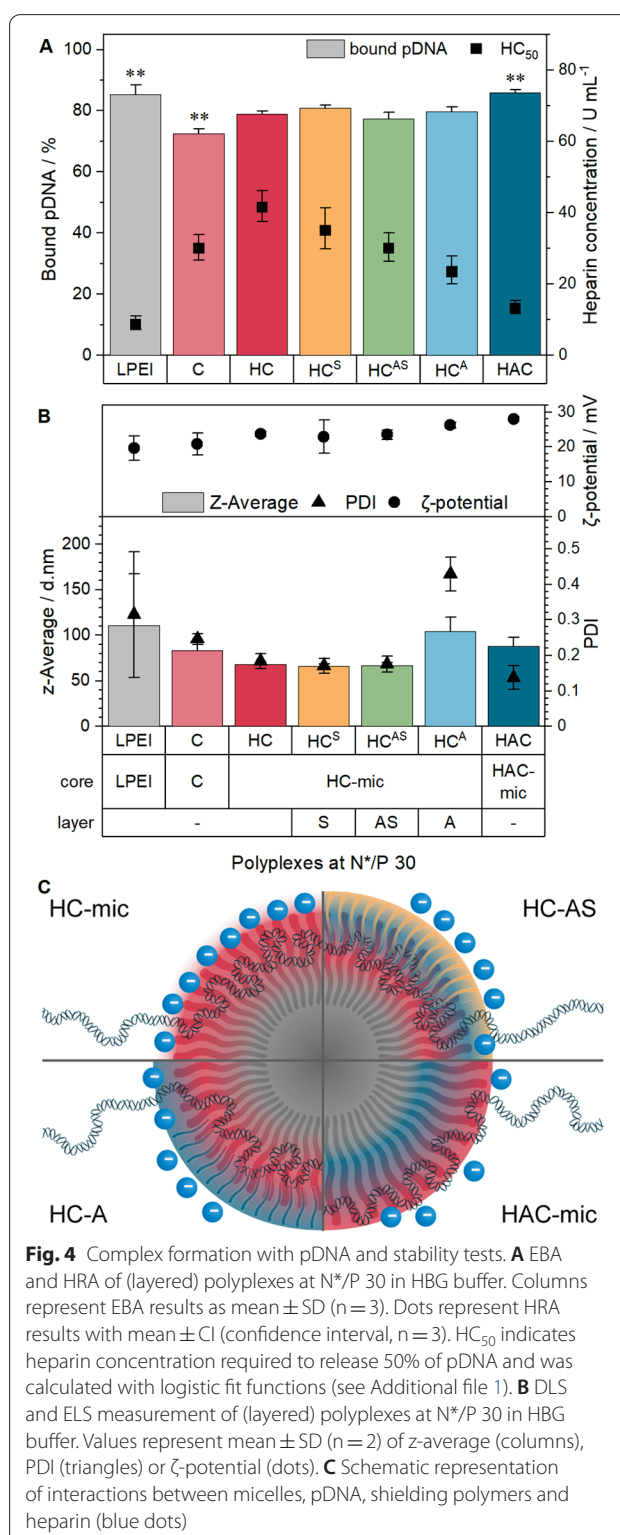 A
bound pDNA
HC50
100
80
60
40
20
0
Bound pDNA / %
**
**
**
80
60
40
20
0
Heparin concentration / U mL-1
LPEI C HC HCS HCAS HCA HAC
B
30
20
10
0
ζ-potential / mV
Z-Average PDI ζ-potential
200
150
100
50
0
z-Average / d.nm
0.5
0.4
0.3
0.2
0.1
0
PDI
LPEI C HC HCS HCAS HCA HAC
core LPEI C HC-mic HAC-mic
layer - S AS A -
Polyplexes at N*/P 30
C
HC-mic
HC-AS
HC-A
HAC-mic
Fig. 4 Complex formation with pDNA and stability tests. A EBA
and HRA of (layered) polyplexes at N*/P 30 in HBG buffer. Columns
represent EBA results as mean ± SD (n = 3). Dots represent HRA
results with mean ± CI (confidence interval, n = 3). HC50 indicates
heparin concentration required to release 50% of pDNA and was
calculated with logistic fit functions (see Additional file 1). B DLS
and ELS measurement of (layered) polyplexes at N*/P 30 in HBG
buffer. Values represent mean ± SD (n = 2) of z-average (columns),
PDI (triangles) or ζ-potential (dots). C Schematic representation
of interactions between micelles, pDNA, shielding polymers and
heparin (blue dots)